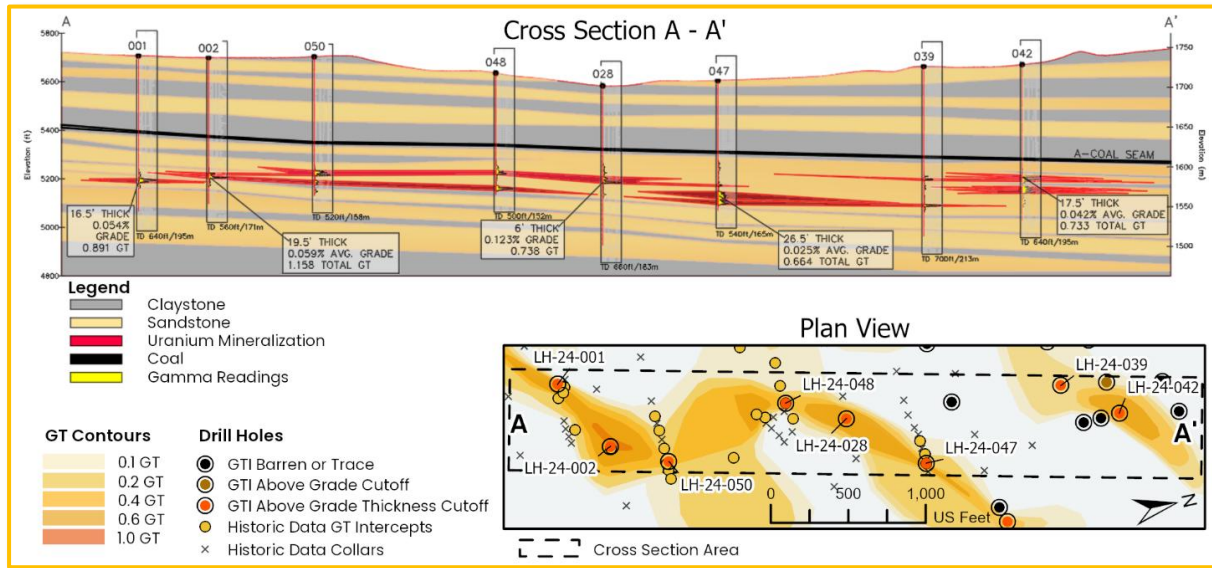 Cross Section A - A'
A
A'
001
002
050
048
028
047
039
042
5800
5600
5400
5200
5000
4800
Elevation (ft)
1750
1700
1650
1600
1550
1500
Elevation (m)
A-COAL SEAM
16.5' THICK
0.054%
GRADE
0.891 GT
TD 640ft/195m
TD 560ft/171m
19.5' THICK
0.059% AVG. GRADE
1.158 TOTAL GT
TD 520ft/158m
TD 500ft/152m
6' THICK
0.123% GRADE
0.738 GT
TD 660ft/183m
TD 540ft/165m
26.5' THICK
0.025% AVG. GRADE
0.664 TOTAL GT
TD 700ft/213m
17.5' THICK
0.042% AVG. GRADE
0.733 TOTAL GT
TD 640ft/195m
Legend
Claystone
Sandstone
Uranium Mineralization
Coal
Gamma Readings
GT Contours
0.1 GT
0.2 GT
0.4 GT
0.6 GT
1.0 GT
Drill Holes
GTI Barren or Trace
GTI Above Grade Cutoff
GTI Above Grade Thickness Cutoff
Historic Data GT Intercepts
Historic Data Collars
Plan View
LH-24-001
LH-24-002
LH-24-050
LH-24-048
LH-24-028
LH-24-047
LH-24-039
LH-24-042
A
A'
0
500
1,000
US Feet
N
Cross Section Area